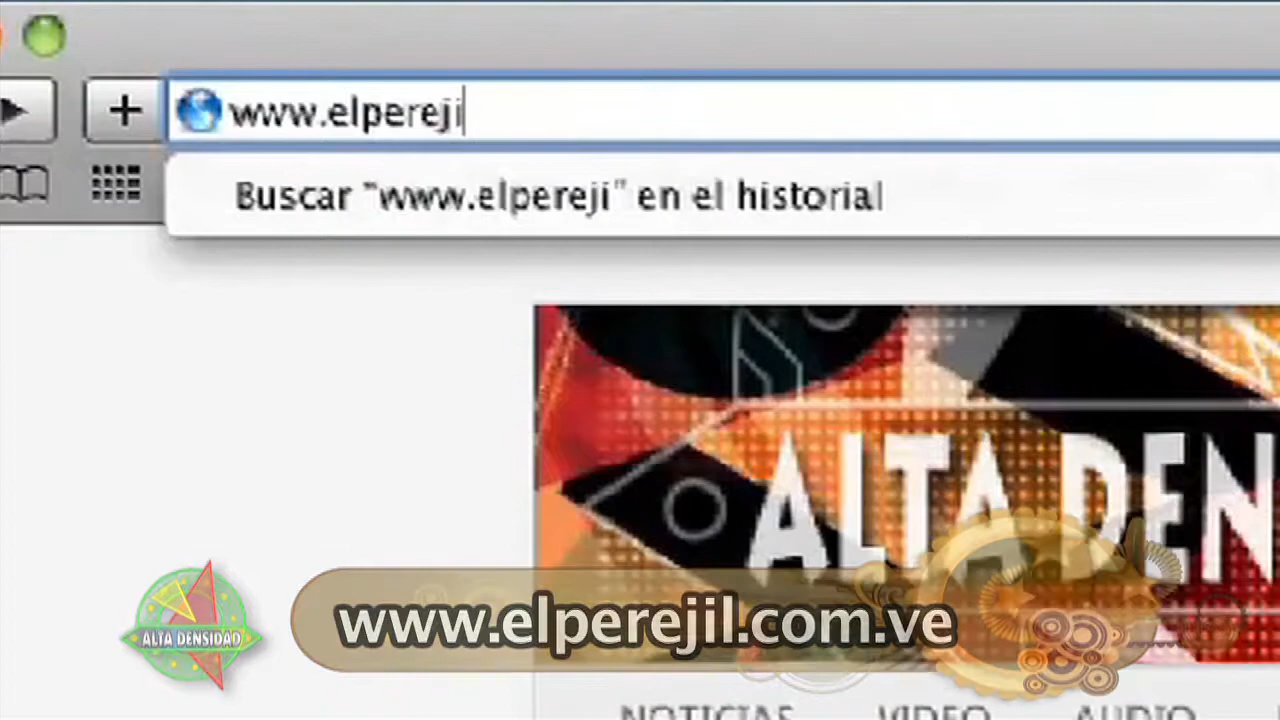 www.elpereji
Buscar "www.elpereji" en el historial
ALTA DEN
ALTA DENSIDAD
www.elperejil.com.ve
NOTICIAS VIDEO AUDIO